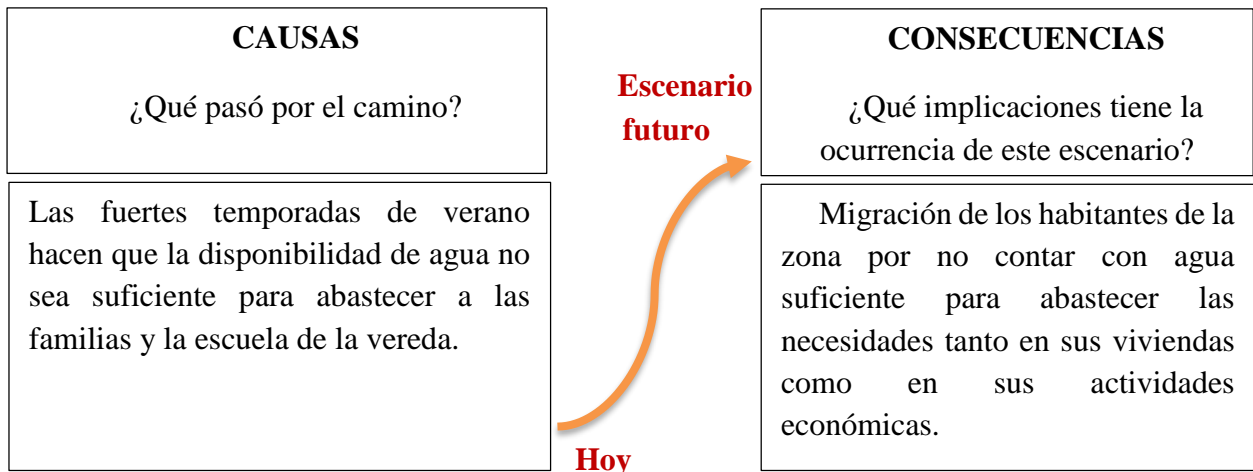 CAUSAS
¿Qué pasó por el camino?
Las fuertes temporadas de verano
hacen que la disponibilidad de agua no
sea suficiente para abastecer a las
familias y la escuela de la vereda.
Escenario
futuro
Hoy
CONSECUENCIAS
¿Qué implicaciones tiene la
ocurrencia de este escenario?
Migración de los habitantes de la
zona por no contar con agua
suficiente para abastecer las
necesidades tanto en sus viviendas
como en sus actividades
económicas.